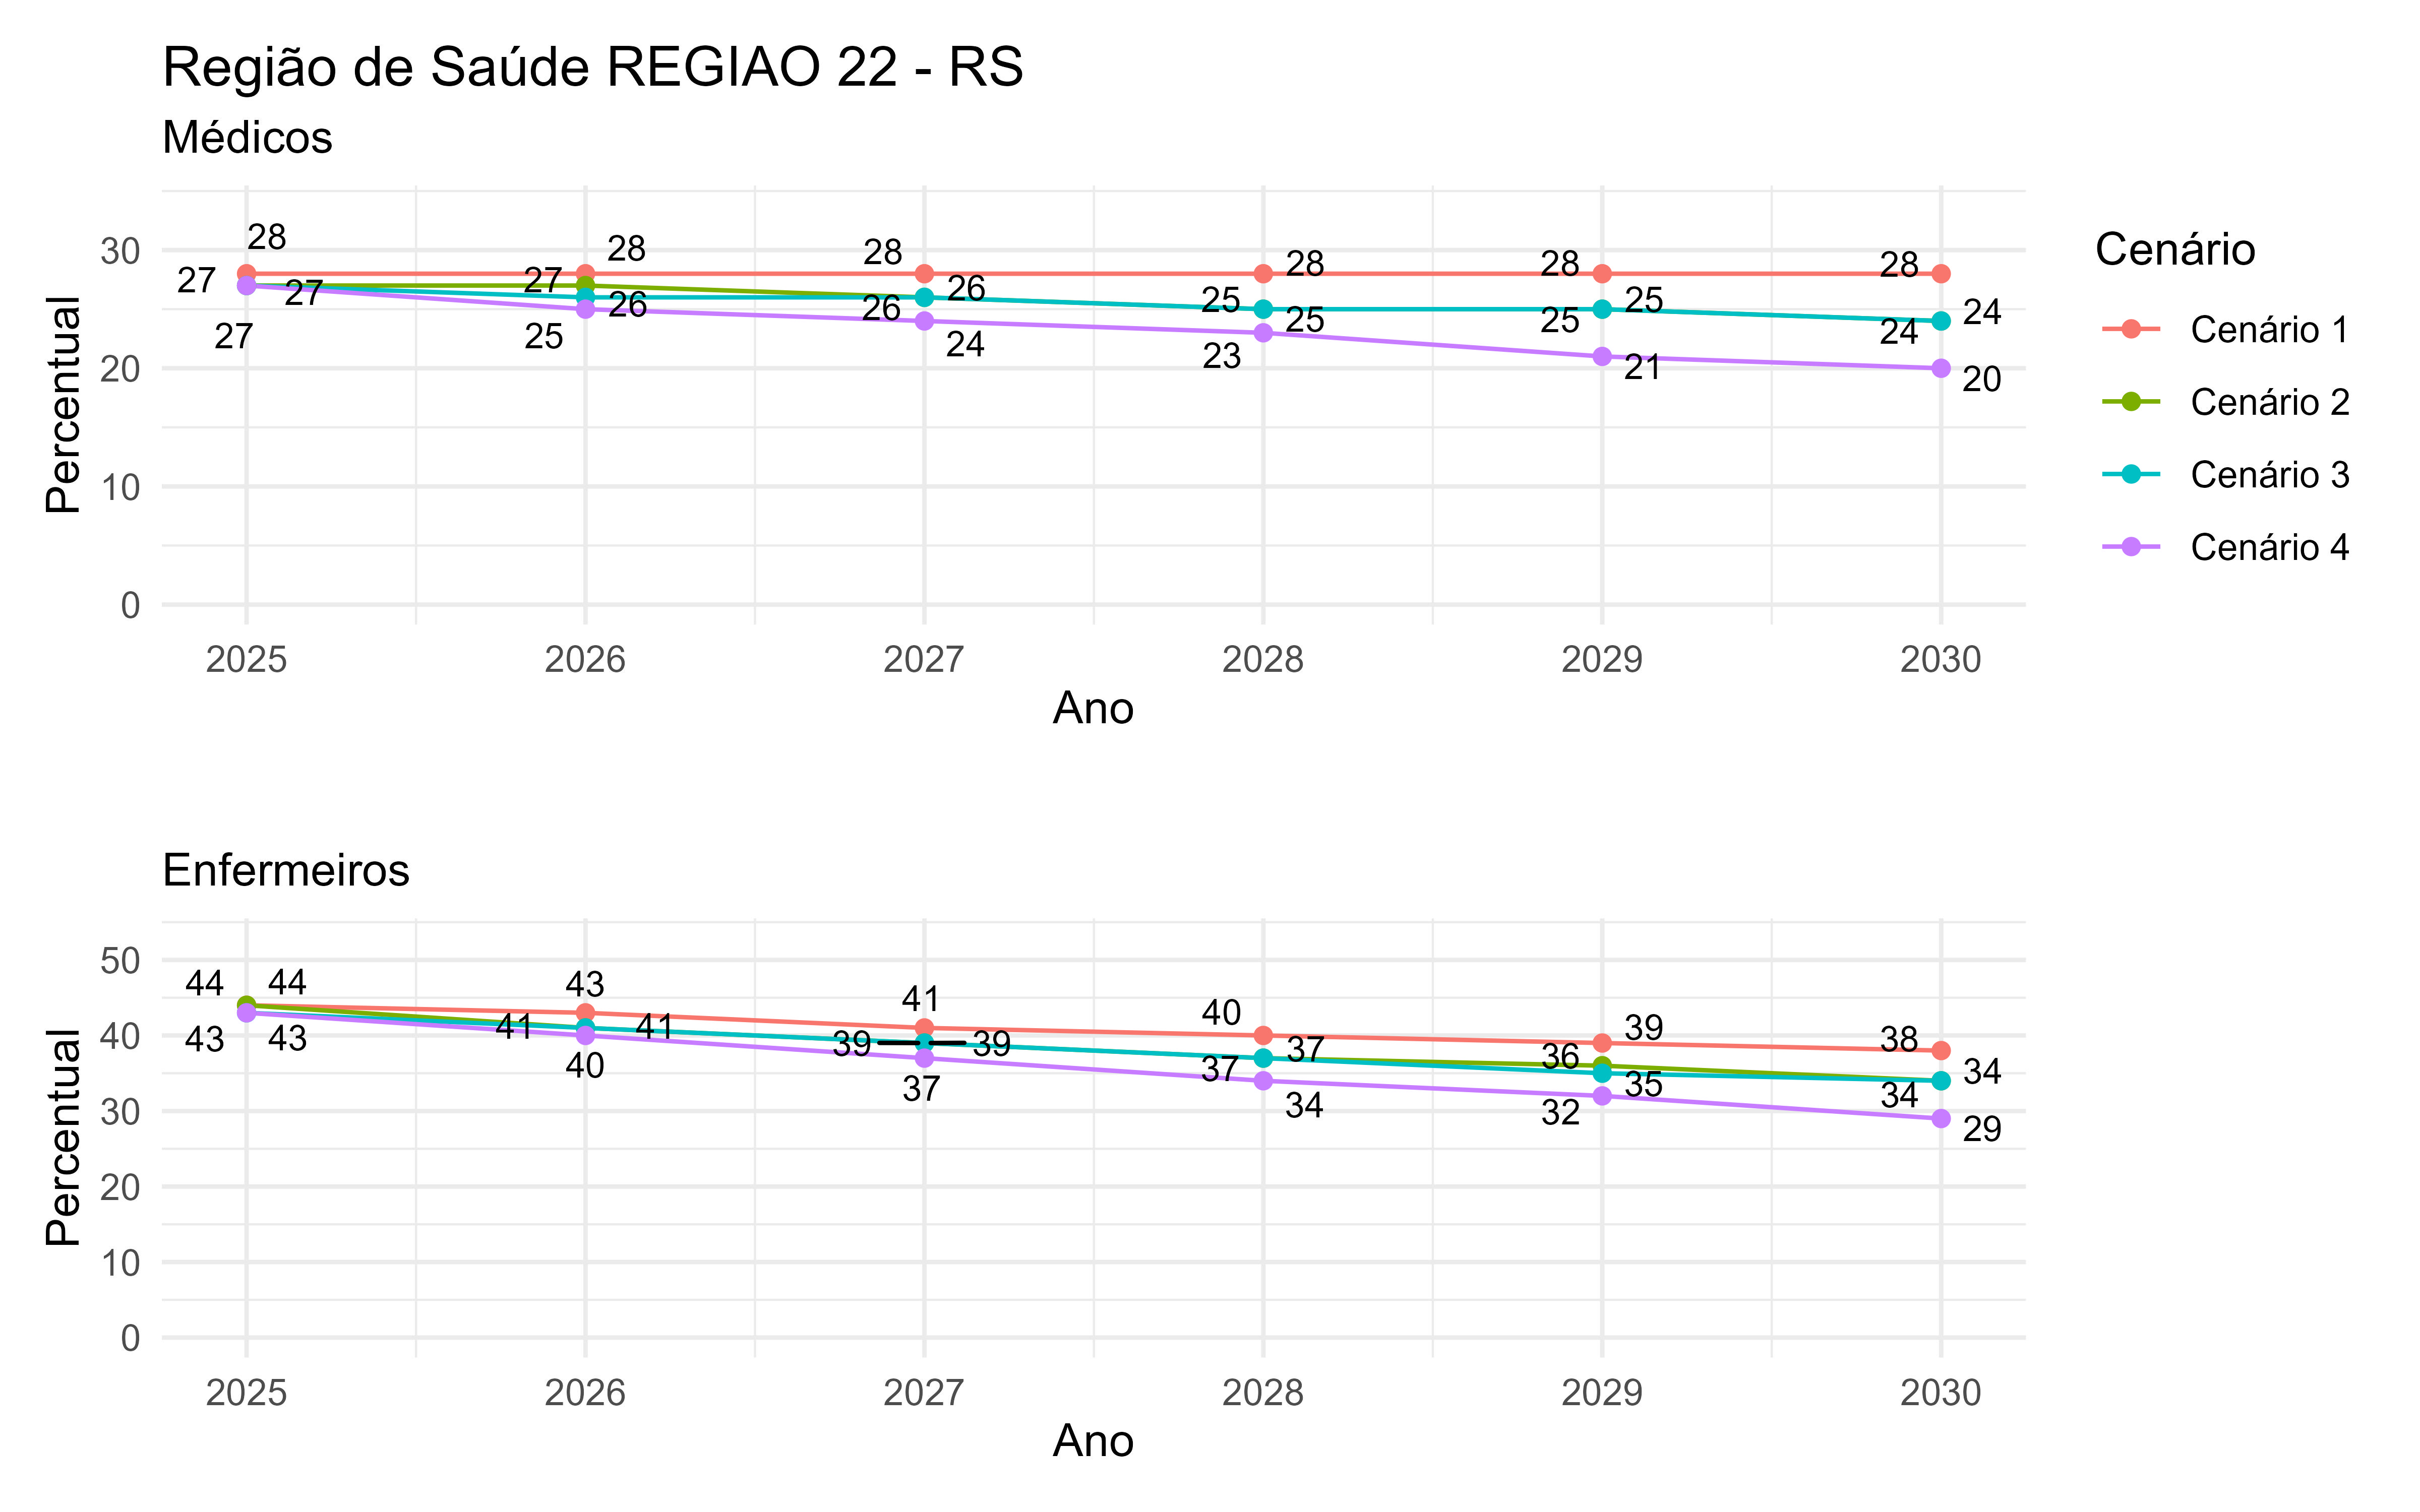 Região de Saúde REGIAO 22 - RS
Médicos
Percentual
30
20
10
0
28 28 28 28 28 28
27 27 27 26 25 25 24
27 26 26 25 25 24
27 25 24 23 21 20
2025 2026 2027 2028 2029 2030
Ano
Cenário
Cenário 1
Cenário 2
Cenário 3
Cenário 4
Enfermeiros
Percentual
50
40
30
20
10
0
44 44 43 41 40 39 38
43 43 41 41 39 39 37 37 36 35 34 34
40 37 34 32 29
2025 2026 2027 2028 2029 2030
Ano